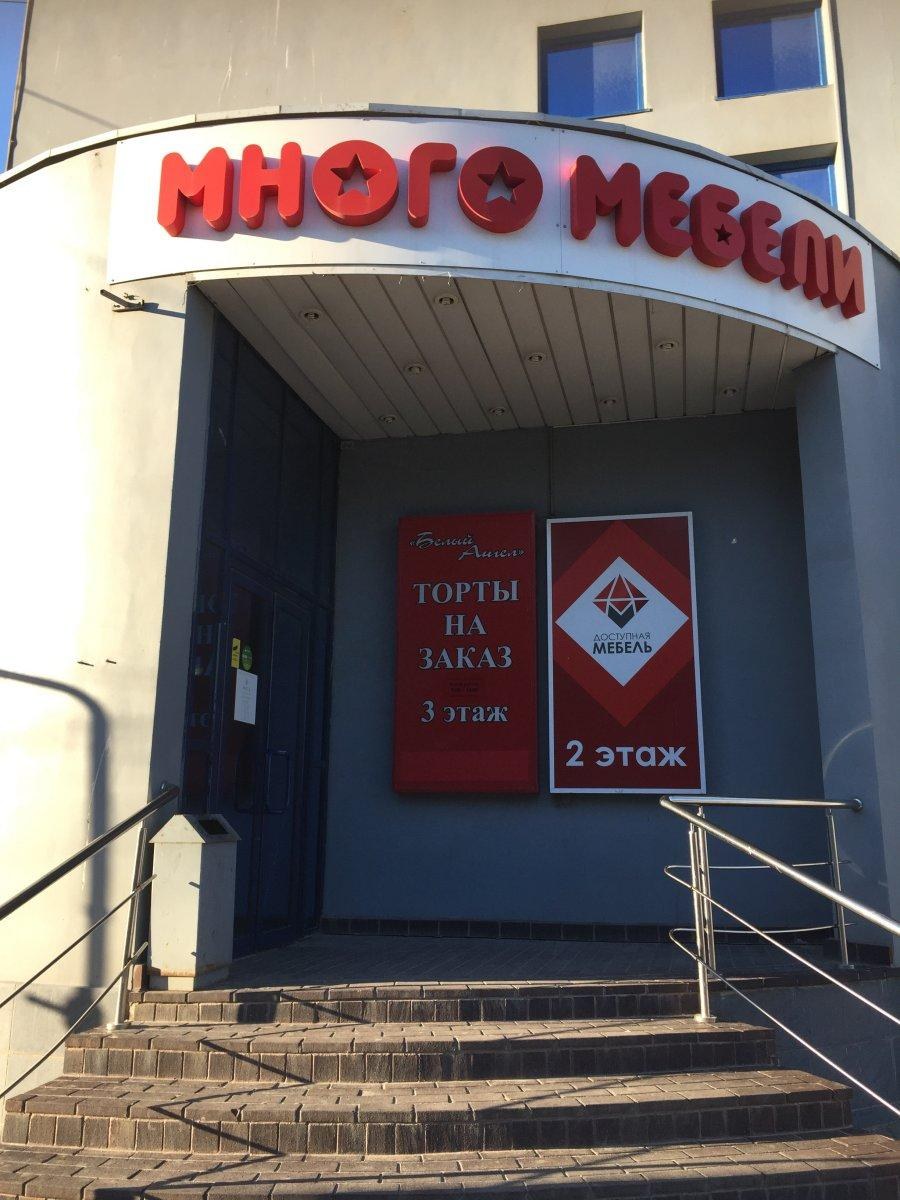 МНОГО МЕБЕЛИ
«Белый
Ангел»
ТОРТЫ
НА
ЗАКАЗ
3 этаж
ДОСТУПНАЯ
МЕБЕЛЬ
2 этаж